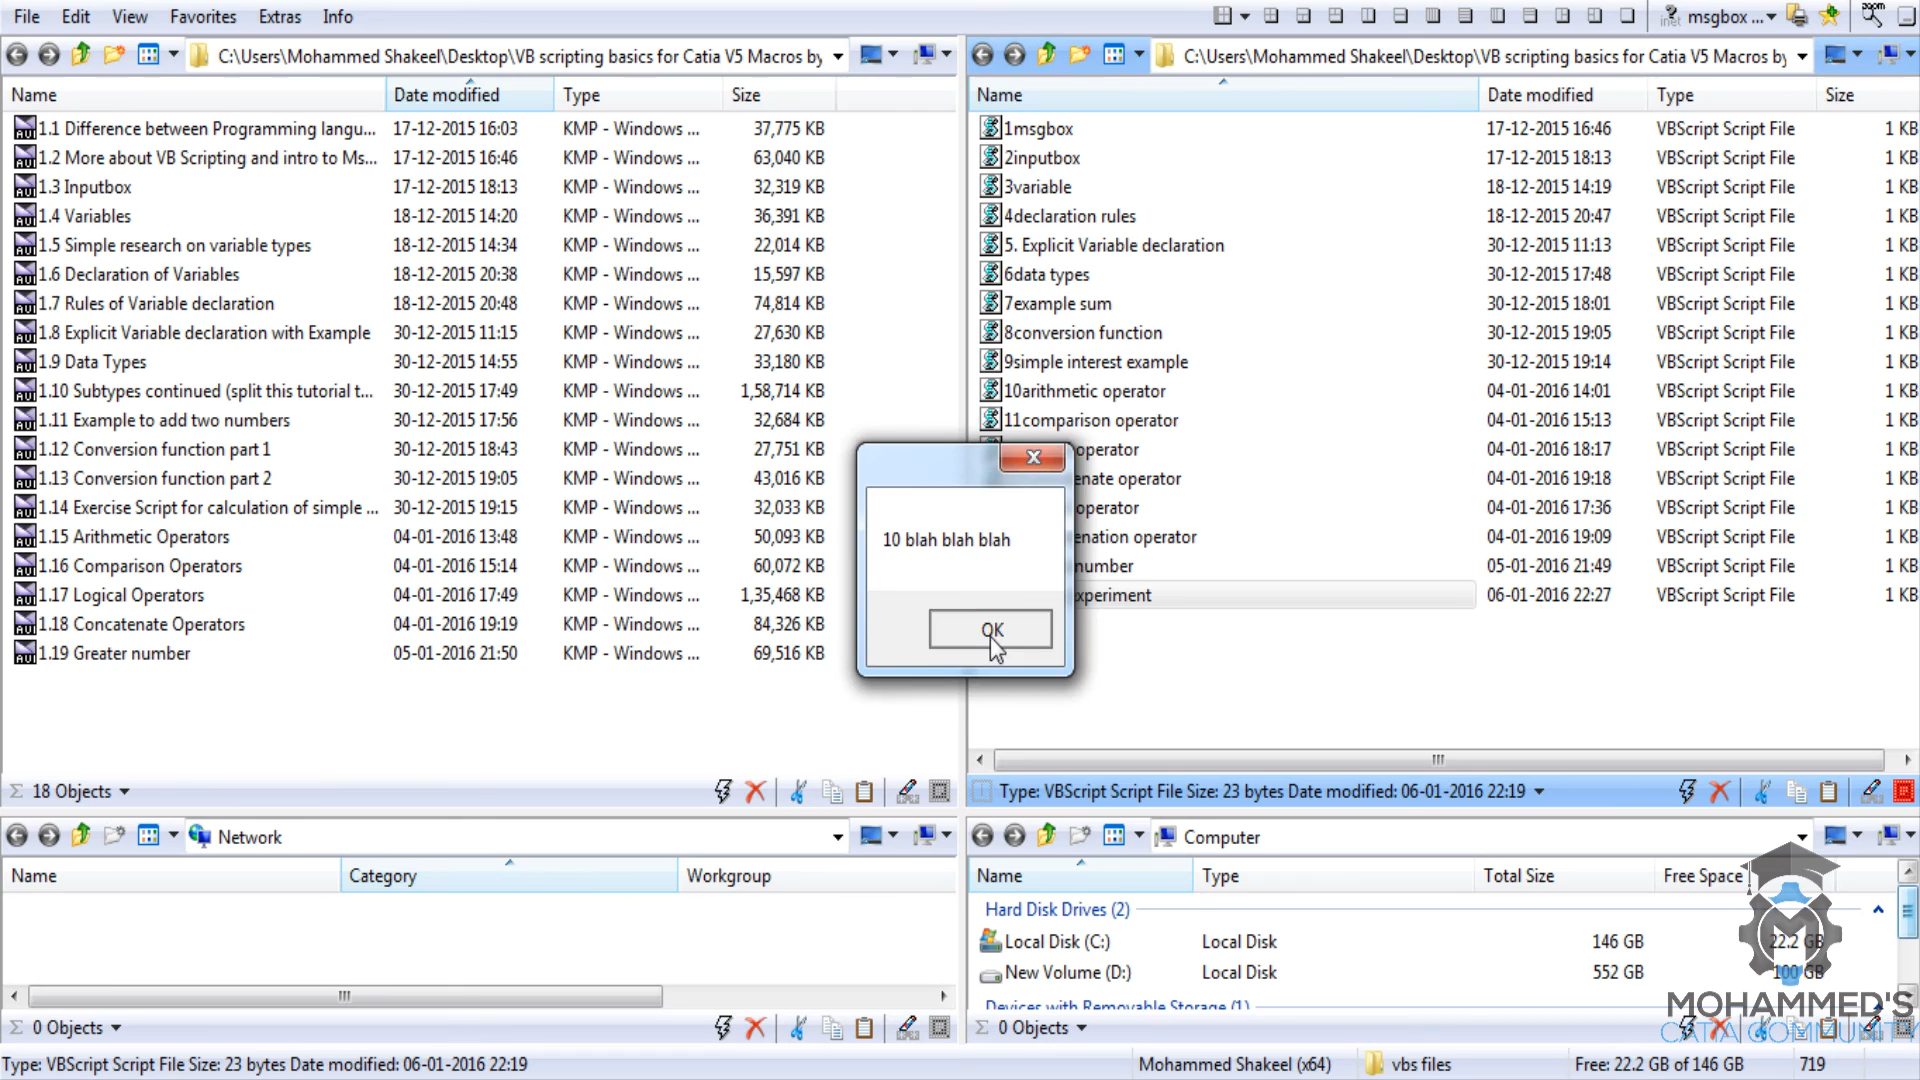 File Edit View Favorites Extras Info
msgbox ...
C:\Users\Mohammed Shakeel\Desktop\VB scripting basics for Catia V5 Macros by
Name Date modified Type Size
1.1 Difference between Programming langu... 17-12-2015 16:03 KMP - Windows ... 37,775 KB
1.2 More about VB Scripting and intro to Ms... 17-12-2015 16:46 KMP - Windows ... 63,040 KB
1.3 Inputbox 17-12-2015 18:13 KMP - Windows ... 32,319 KB
1.4 Variables 18-12-2015 14:20 KMP - Windows ... 36,391 KB
1.5 Simple research on variable types 18-12-2015 14:34 KMP - Windows ... 22,014 KB
1.6 Declaration of Variables 18-12-2015 20:38 KMP - Windows ... 15,597 KB
1.7 Rules of Variable declaration 18-12-2015 20:48 KMP - Windows ... 74,814 KB
1.8 Explicit Variable declaration with Example 30-12-2015 11:15 KMP - Windows ... 27,630 KB
1.9 Data Types 30-12-2015 14:55 KMP - Windows ... 33,180 KB
1.10 Subtypes continued (split this tutorial t... 30-12-2015 17:49 KMP - Windows ... 1,58,714 KB
1.11 Example to add two numbers 30-12-2015 17:56 KMP - Windows ... 32,684 KB
1.12 Conversion function part 1 30-12-2015 18:43 KMP - Windows ... 27,751 KB
1.13 Conversion function part 2 30-12-2015 19:05 KMP - Windows ... 43,016 KB
1.14 Exercise Script for calculation of simple ... 30-12-2015 19:15 KMP - Windows ... 32,033 KB
1.15 Arithmetic Operators 04-01-2016 13:48 KMP - Windows ... 50,093 KB
1.16 Comparison Operators 04-01-2016 15:14 KMP - Windows ... 60,072 KB
1.17 Logical Operators 04-01-2016 17:49 KMP - Windows ... 1,35,468 KB
1.18 Concatenate Operators 04-01-2016 19:19 KMP - Windows ... 84,326 KB
1.19 Greater number 05-01-2016 21:50 KMP - Windows ... 69,516 KB
18 Objects
C:\Users\Mohammed Shakeel\Desktop\VB scripting basics for Catia V5 Macros by
Name Date modified Type Size
1msgbox 17-12-2015 16:46 VBScript Script File 1 KB
2inputbox 17-12-2015 18:13 VBScript Script File 1 KB
3variable 18-12-2015 14:19 VBScript Script File 1 KB
4declaration rules 18-12-2015 20:47 VBScript Script File 1 KB
5. Explicit Variable declaration 30-12-2015 11:13 VBScript Script File 1 KB
6data types 30-12-2015 17:48 VBScript Script File 1 KB
7example sum 30-12-2015 18:01 VBScript Script File 1 KB
8conversion function 30-12-2015 19:05 VBScript Script File 1 KB
9simple interest example 30-12-2015 19:14 VBScript Script File 1 KB
10arithmetic operator 04-01-2016 14:01 VBScript Script File 1 KB
11comparison operator 04-01-2016 15:13 VBScript Script File 1 KB
operator 04-01-2016 18:17 VBScript Script File 1 KB
enate operator 04-01-2016 19:18 VBScript Script File 1 KB
operator 04-01-2016 17:36 VBScript Script File 1 KB
enation operator 04-01-2016 19:09 VBScript Script File 1 KB
number 05-01-2016 21:49 VBScript Script File 1 KB
xperiment 06-01-2016 22:27 VBScript Script File 1 KB
10 blah blah blah
OK
Type: VBScript Script File Size: 23 bytes Date modified: 06-01-2016 22:19
Network
Name Category Workgroup
0 Objects
Computer
Name Type Total Size Free Space
Hard Disk Drives (2)
Local Disk (C:) Local Disk 146 GB 22.2 GB
New Volume (D:) Local Disk 552 GB 100 GB
Devices with Removable Storage (1)
0 Objects
MOHAMMED'S
CATIA COMMUNITY
Type: VBScript Script File Size: 23 bytes Date modified: 06-01-2016 22:19
Mohammed Shakeel (x64) vbs files Free: 22.2 GB of 146 GB 719